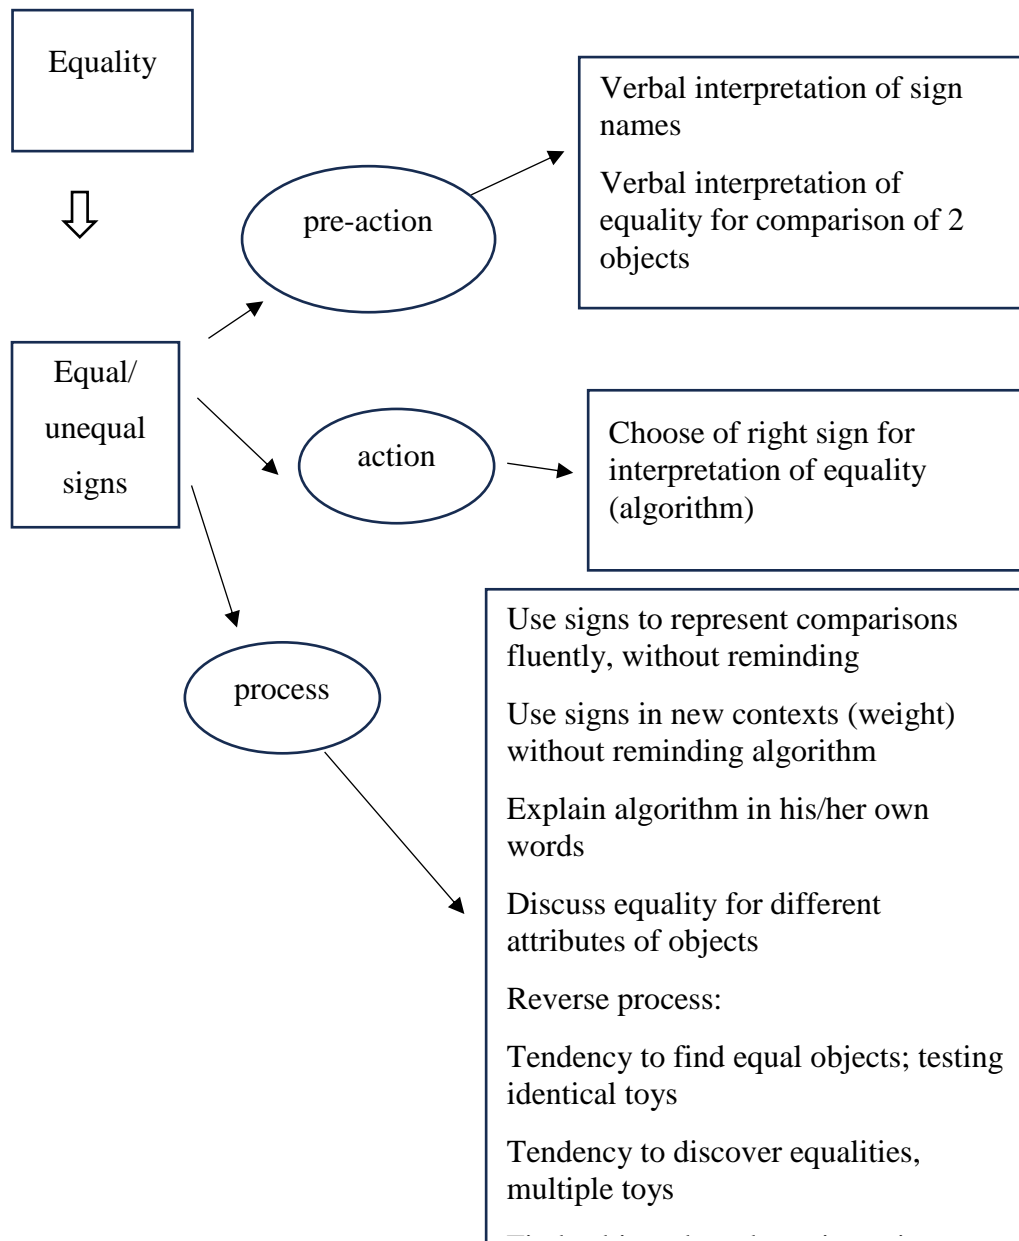 Equality
Verbal interpretation of sign
names
Verbal interpretation of
equality for comparison of 2
objects
pre-action
Equal/
unequal
signs
action
Choose of right sign for
interpretation of equality
(algorithm)
process
Use signs to represent comparisons
fluently, without reminding
Use signs in new contexts (weight)
without reminding algorithm
Explain algorithm in his/her own
words
Discuss equality for different
attributes of objects
Reverse process:
Tendency to find equal objects; testing
identical toys
Tendency to discover equalities,
multiple toys